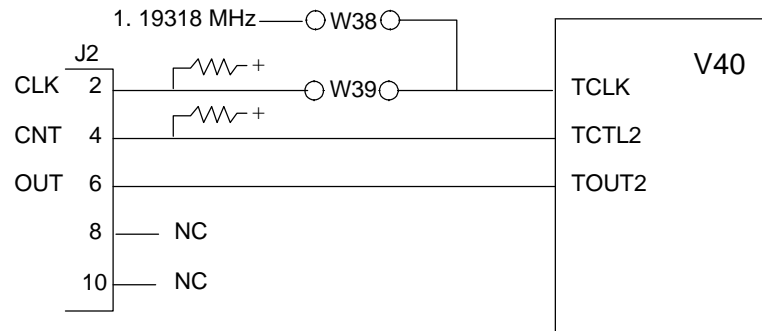 1. 19318 MHz W38
J2
+
V40
CLK 2 W39 TCLK
+
CNT 4 TCTL2
OUT 6 TOUT2
8 NC
10 NC